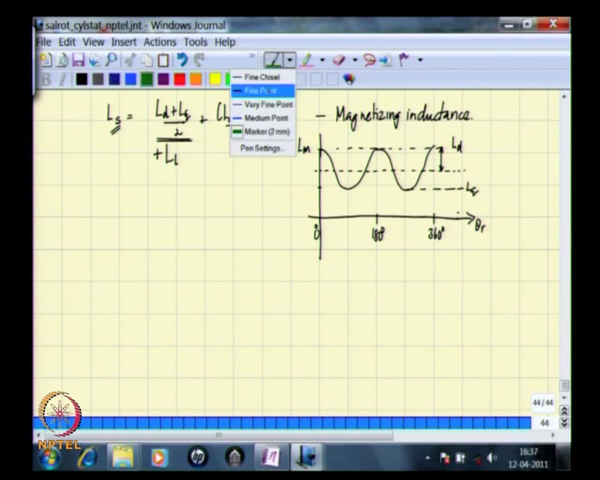 salrot_cylstat_nptel.jnt - Windows Journal
File Edit View Insert Actions Tools Help
Fine Chisel
Fine Point
Very Fine Point
Medium Point
Marker (2 mm)
Pen Settings...
Ls = Ld + Lq / 2 + (Ld
+ Ll
- Magnetizing inductance.
Lm
Ld
Lq
0 180° 360° θr
44 / 44
44
NPTEL
16:37
12-04-2011